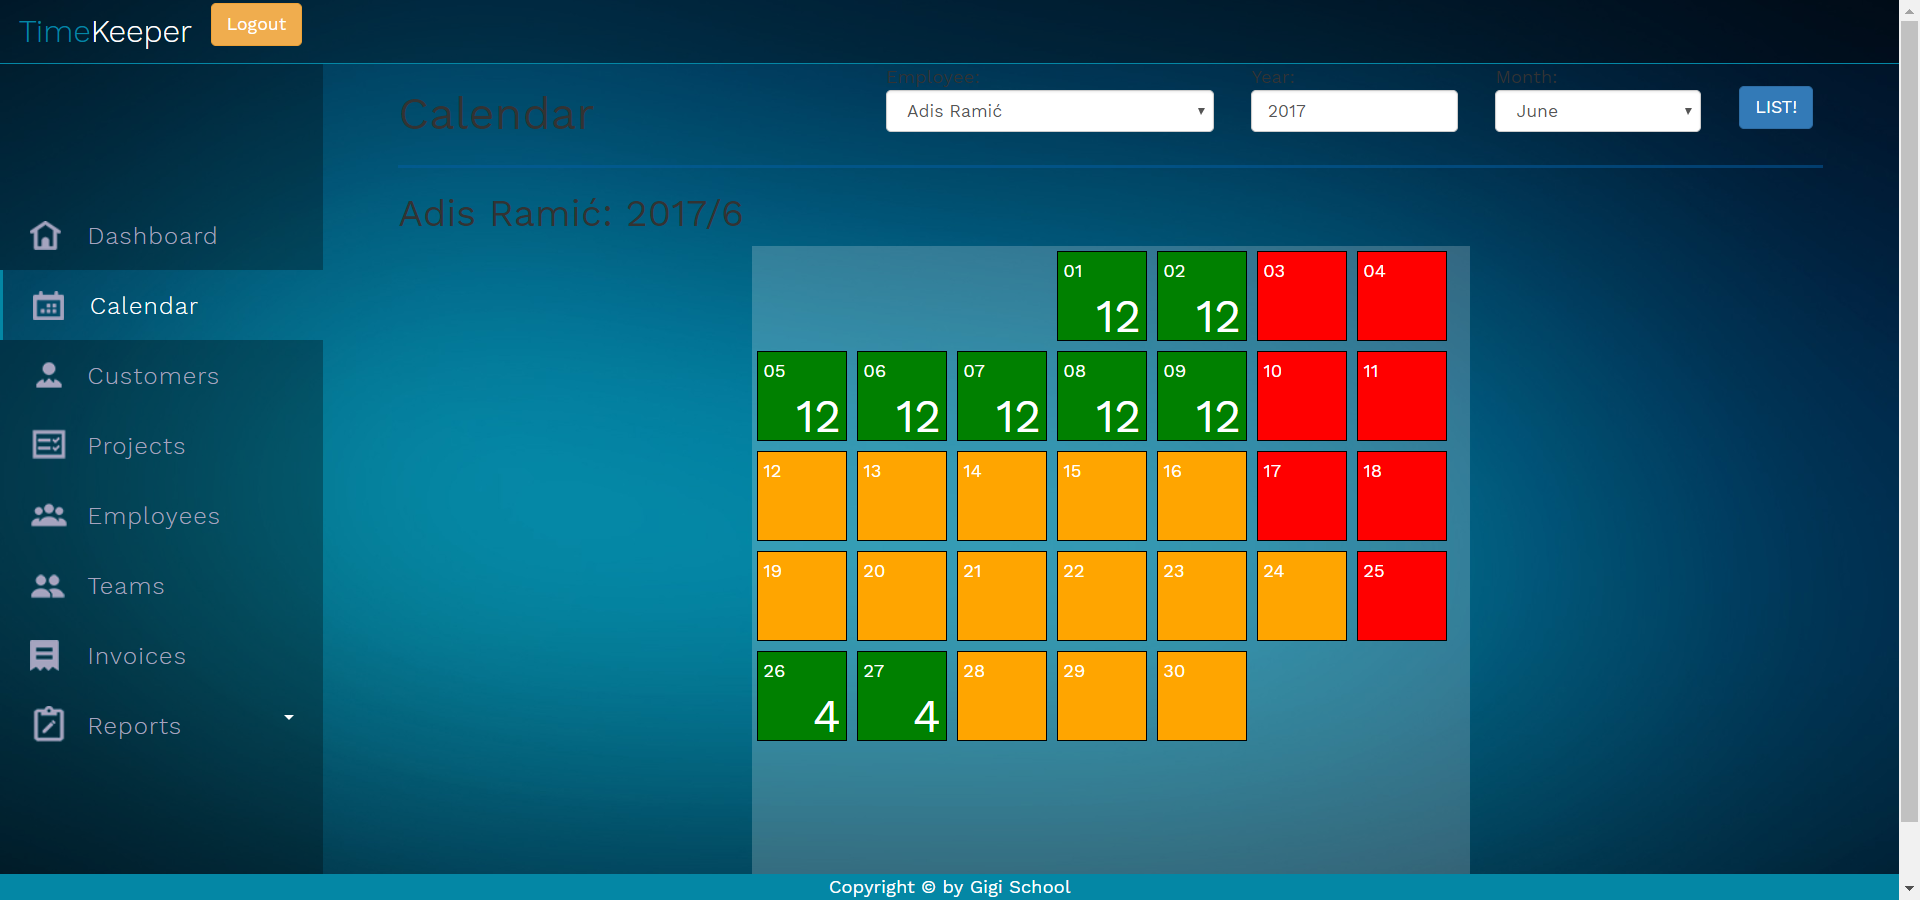 TimeKeeper Logout
Employee: Year: Month:
Calendar Adis Ramić 2017 June LIST!
Adis Ramić: 2017/6
Dashboard
Calendar
Customers
Projects
Employees
Teams
Invoices
Reports
01 02 03 04
12 12
05 06 07 08 09 10 11
12 12 12 12 12
12 13 14 15 16 17 18
19 20 21 22 23 24 25
26 27 28 29 30
4 4
Copyright © by Gigi School